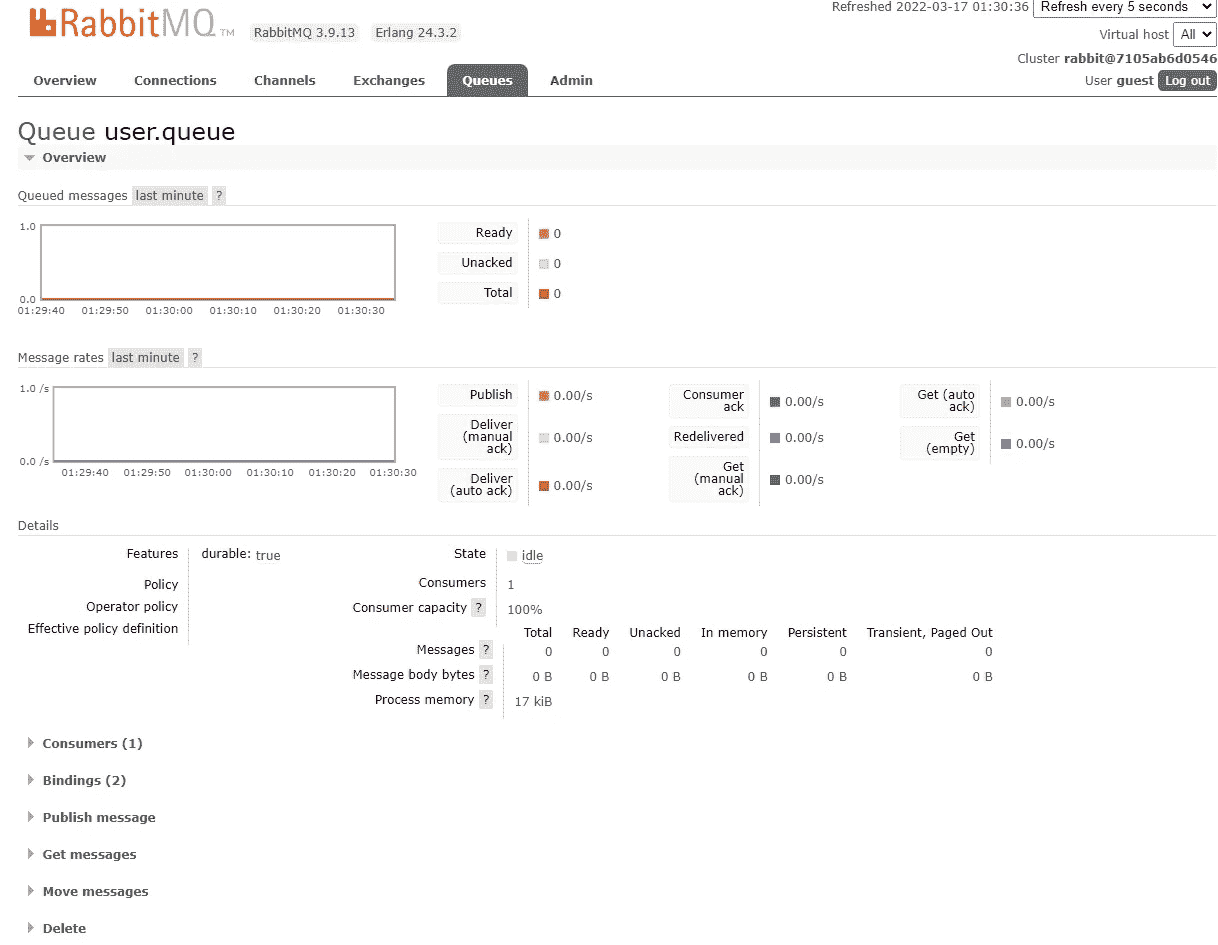 Refreshed 2022-03-17 01:30:36 Refresh every 5 seconds
RabbitMQ TM RabbitMQ 3.9.13 Erlang 24.3.2
Virtual host All
Cluster rabbit@7105ab6d0546
User guest Log out
Overview Connections Channels Exchanges Queues Admin
Queue user.queue
Overview
Queued messages last minute ?
1.0
0.0
01:29:40 01:29:50 01:30:00 01:30:10 01:30:20 01:30:30
Ready 0
Unacked 0
Total 0
Message rates last minute ?
1.0 /s
0.0 /s
01:29:40 01:29:50 01:30:00 01:30:10 01:30:20 01:30:30
Publish 0.00/s
Deliver
(manual
ack) 0.00/s
Deliver
(auto ack) 0.00/s
Consumer
ack 0.00/s
Redelivered 0.00/s
Get
(manual
ack) 0.00/s
Get (auto
ack) 0.00/s
Get
(empty) 0.00/s
Details
Features durable: true
Policy
Operator policy
Effective policy definition
State idle
Consumers 1
Consumer capacity ? 100%
Total Ready Unacked In memory Persistent Transient, Paged Out
Messages ? 0 0 0 0 0 0
Message body bytes ? 0 B 0 B 0 B 0 B 0 B 0 B
Process memory ? 17 kiB
Consumers (1)
Bindings (2)
Publish message
Get messages
Move messages
Delete